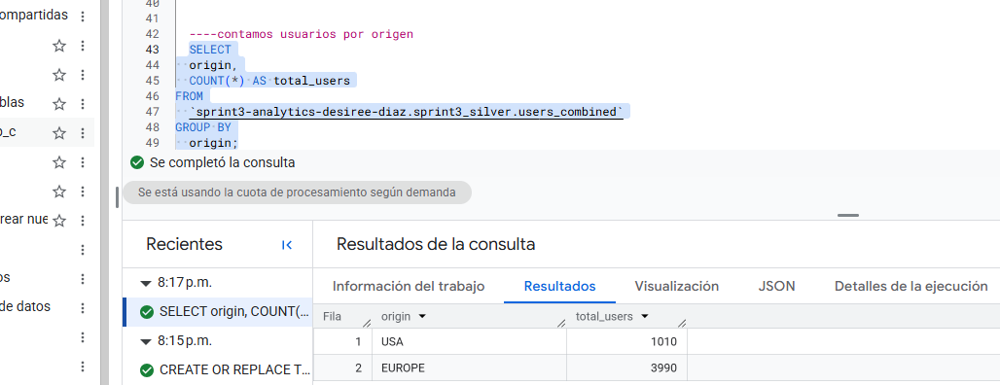 40
ompartidas
41
42 ----contamos usuarios por origen
43 SELECT
44 origin,
45 COUNT(*) AS total_users
blas
46 FROM
47 `sprint3-analytics-desiree-diaz.sprint3_silver.users_combined`
o_c
48 GROUP BY
49 origin;
Se completó la consulta
Se está usando la cuota de procesamiento según demanda
rear nue
Recientes
Resultados de la consulta
os
8:17 p.m.
Información del trabajo Resultados Visualización JSON Detalles de la ejecución
de datos
SELECT origin, COUNT(...
Fila origin total_users
8:15 p.m.
1 USA 1010
CREATE OR REPLACE T...
2 EUROPE 3990